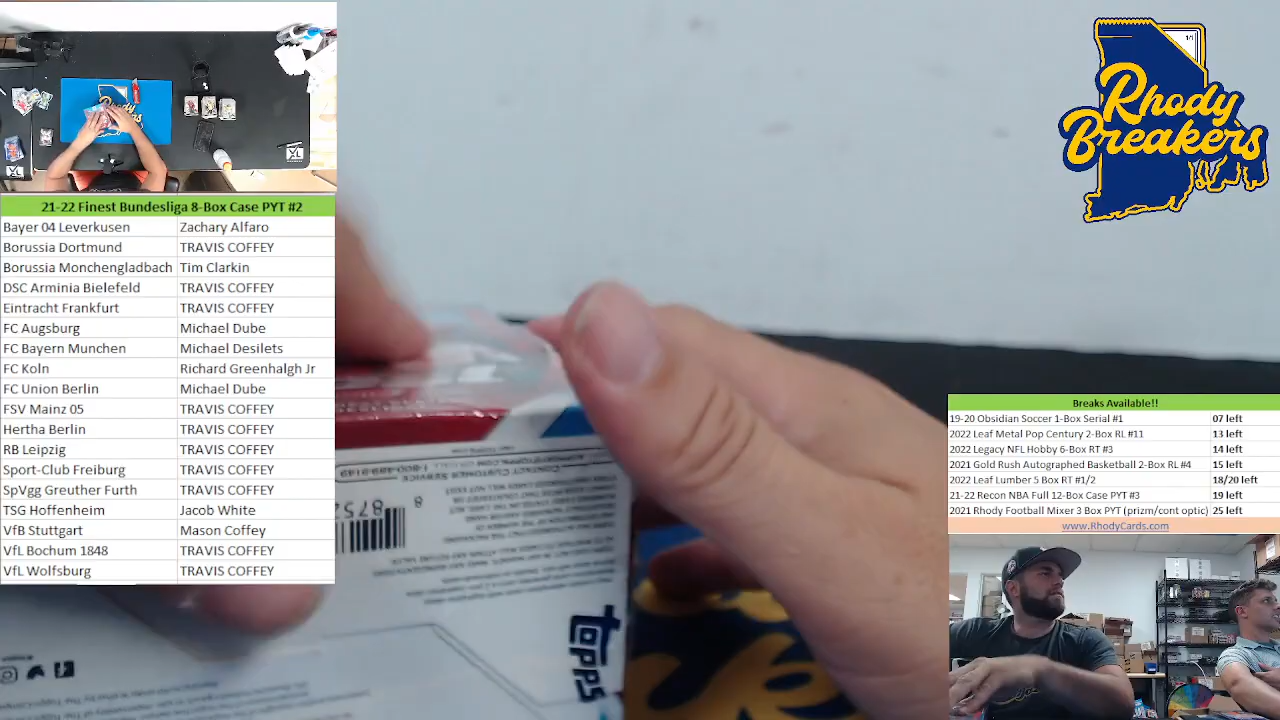 21-22 Finest Bundesliga 8-Box Case PYT #2
Bayer 04 Leverkusen Zachary Alfaro
Borussia Dortmund TRAVIS COFFEY
Borussia Monchengladbach Tim Clarkin
DSC Arminia Bielefeld TRAVIS COFFEY
Eintracht Frankfurt TRAVIS COFFEY
FC Augsburg Michael Dube
FC Bayern Munchen Michael Desilets
FC Koln Richard Greenhalgh Jr
FC Union Berlin Michael Dube
FSV Mainz 05 TRAVIS COFFEY
Hertha Berlin TRAVIS COFFEY
RB Leipzig TRAVIS COFFEY
Sport-Club Freiburg TRAVIS COFFEY
SpVgg Greuther Furth TRAVIS COFFEY
TSG Hoffenheim Jacob White
VfB Stuttgart Mason Coffey
VfL Bochum 1848 TRAVIS COFFEY
VfL Wolfsburg TRAVIS COFFEY
topps
Rhody
Breakers
Breaks Available!!
19-20 Obsidian Soccer 1-Box Serial #1 07 left
2022 Leaf Metal Pop Century 2-Box RL #11 13 left
2022 Legacy NFL Hobby 6-Box RT #3 14 left
2021 Gold Rush Autographed Basketball 2-Box RL #4 15 left
2022 Leaf Lumber 5 Box RT #1/2 18/20 left
21-22 Recon NBA Full 12-Box Case PYT #3 19 left
2021 Rhody Football Mixer 3 Box PYT (prizm/cont optic) 25 left
www.RhodyCards.com